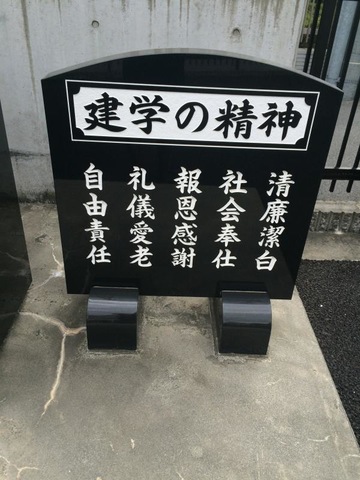 建学の精神
清廉潔白
社会奉仕
報恩感謝
礼儀愛老
自由責任